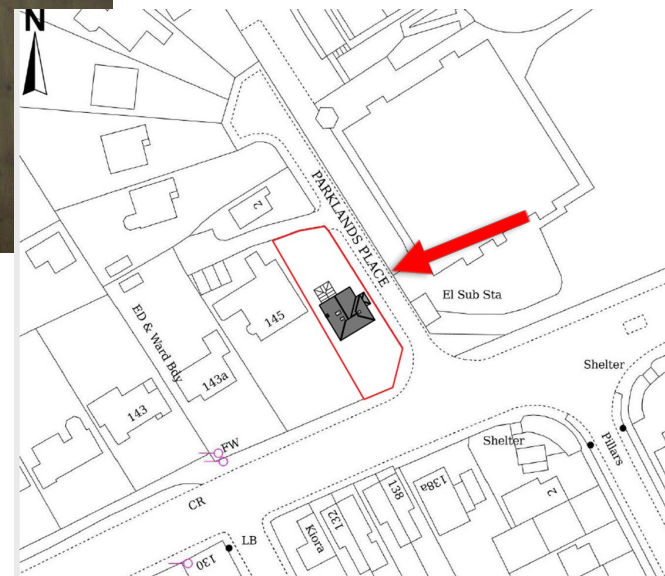 N
PARKLANDS PLACE
2
El Sub Sta
145
ED & Ward Bdy
143a
143
Shelter
Shelter
Pillars
FW
CR
LB
130
Kiora
132
138
138a
2